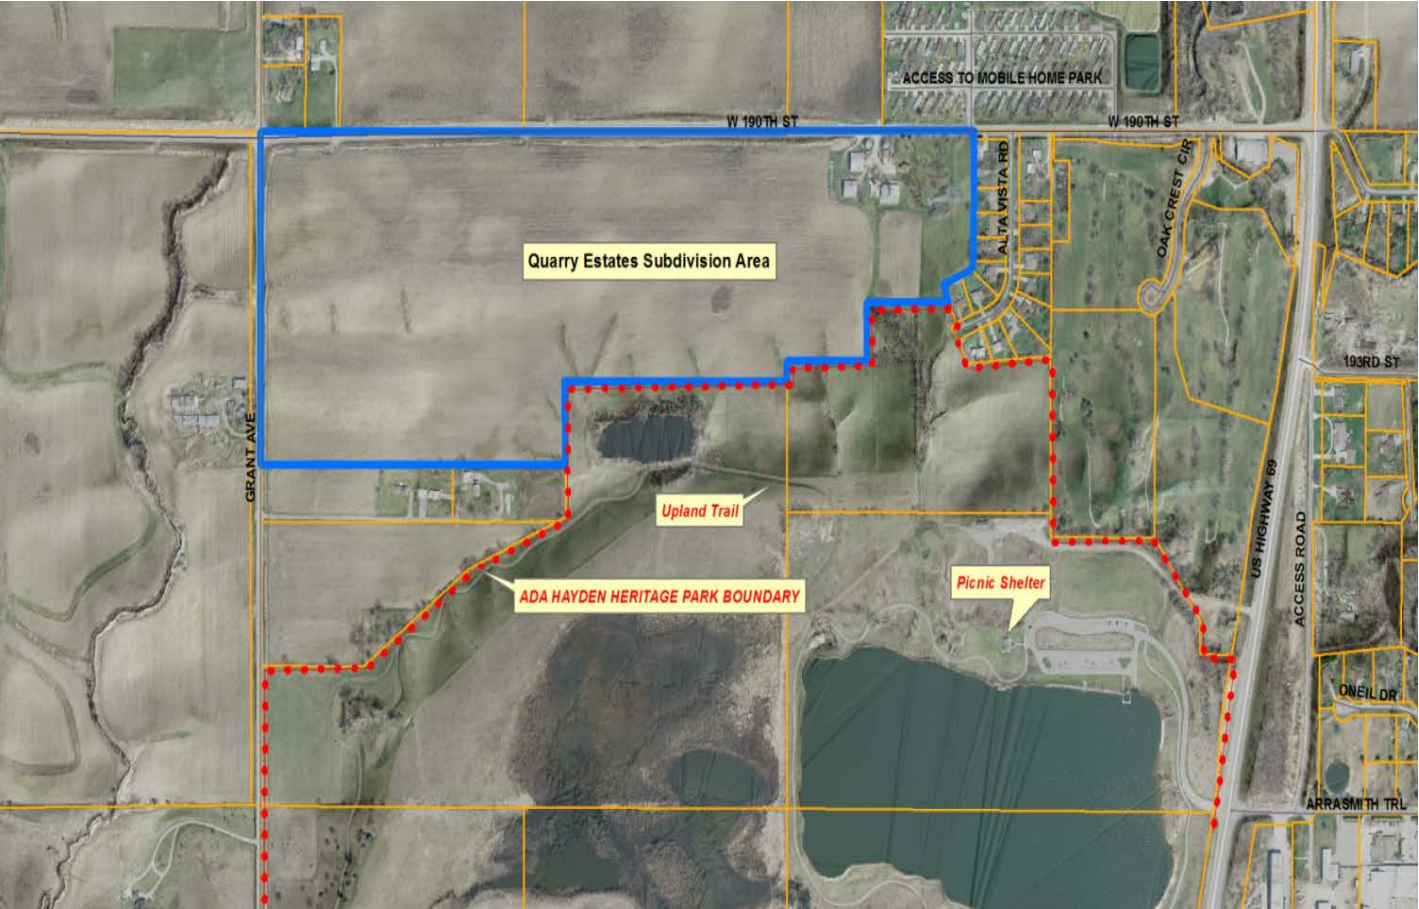 ACCESS TO MOBILE HOME PARK
W 190TH ST
W 190TH ST
ALTA VISTA RD
OAK CREST CIR
Quarry Estates Subdivision Area
193RD ST
GRANT AVE
Upland Trail
US HIGHWAY 69
ACCESS ROAD
Picnic Shelter
ADA HAYDEN HERITAGE PARK BOUNDARY
ONEIL DR
ARRASMITH TRL